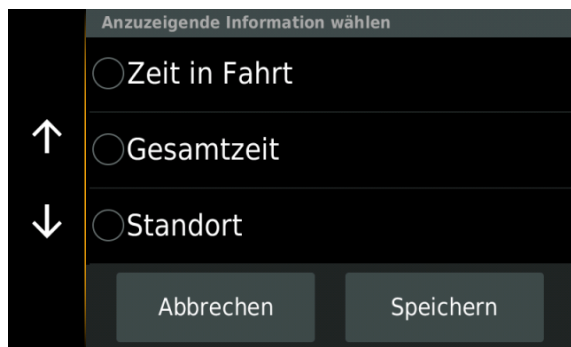 Anzuzeigende Information wählen
Zeit in Fahrt
Gesamtzeit
Standort
Abbrechen Speichern